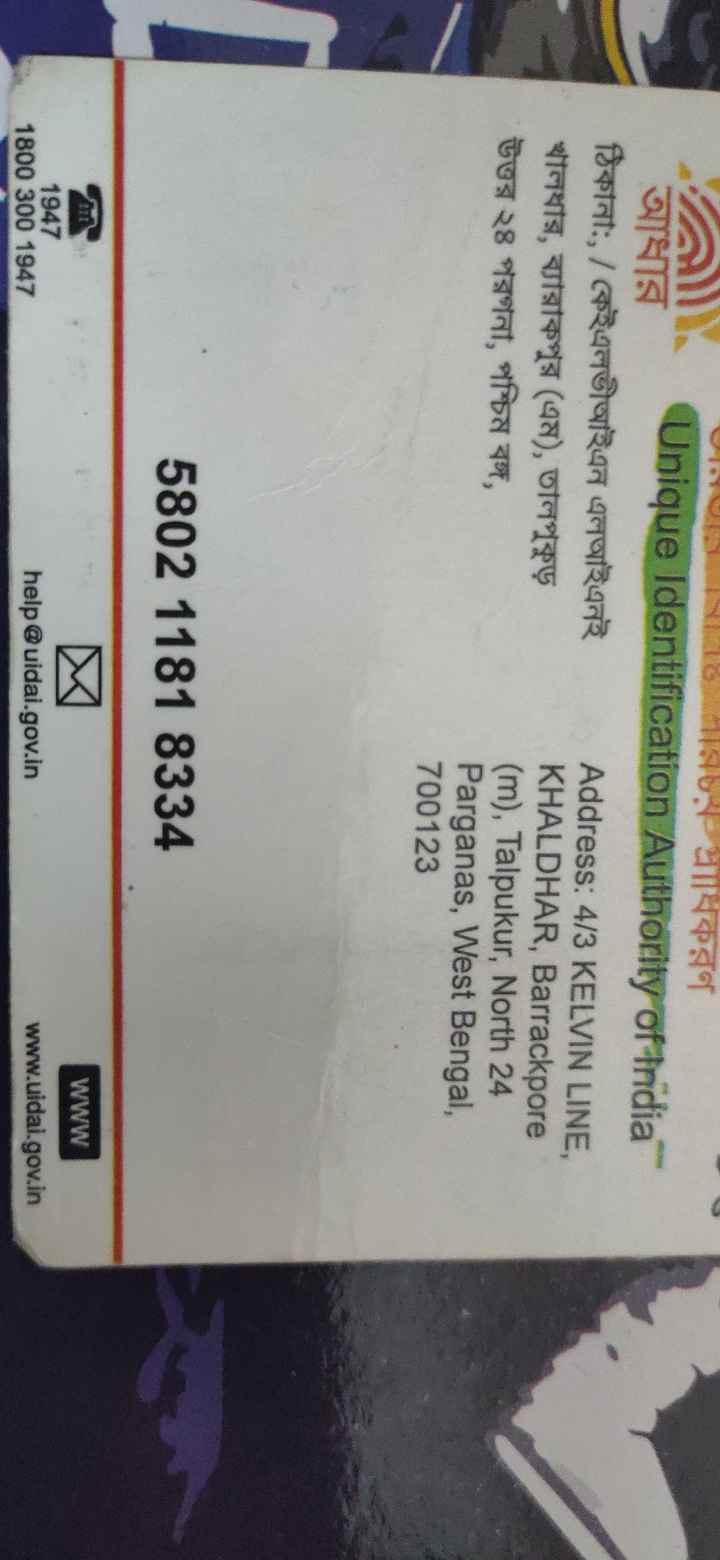 আধার
Unique Identification Authority of India
ঠিকানা:, / কেইএলভীআইএন এলআইএনই
খালধার, ব্যারাকপুর (এম), তালপুকুড়
উত্তর ২৪ পরগনা, পশ্চিম বঙ্গ,
Address: 4/3 KELVIN LINE,
KHALDHAR, Barrackpore
(m), Talpukur, North 24
Parganas, West Bengal,
700123
5802 1181 8334
1947
1800 300 1947
help@uidai.gov.in
www
www.uidai.gov.in